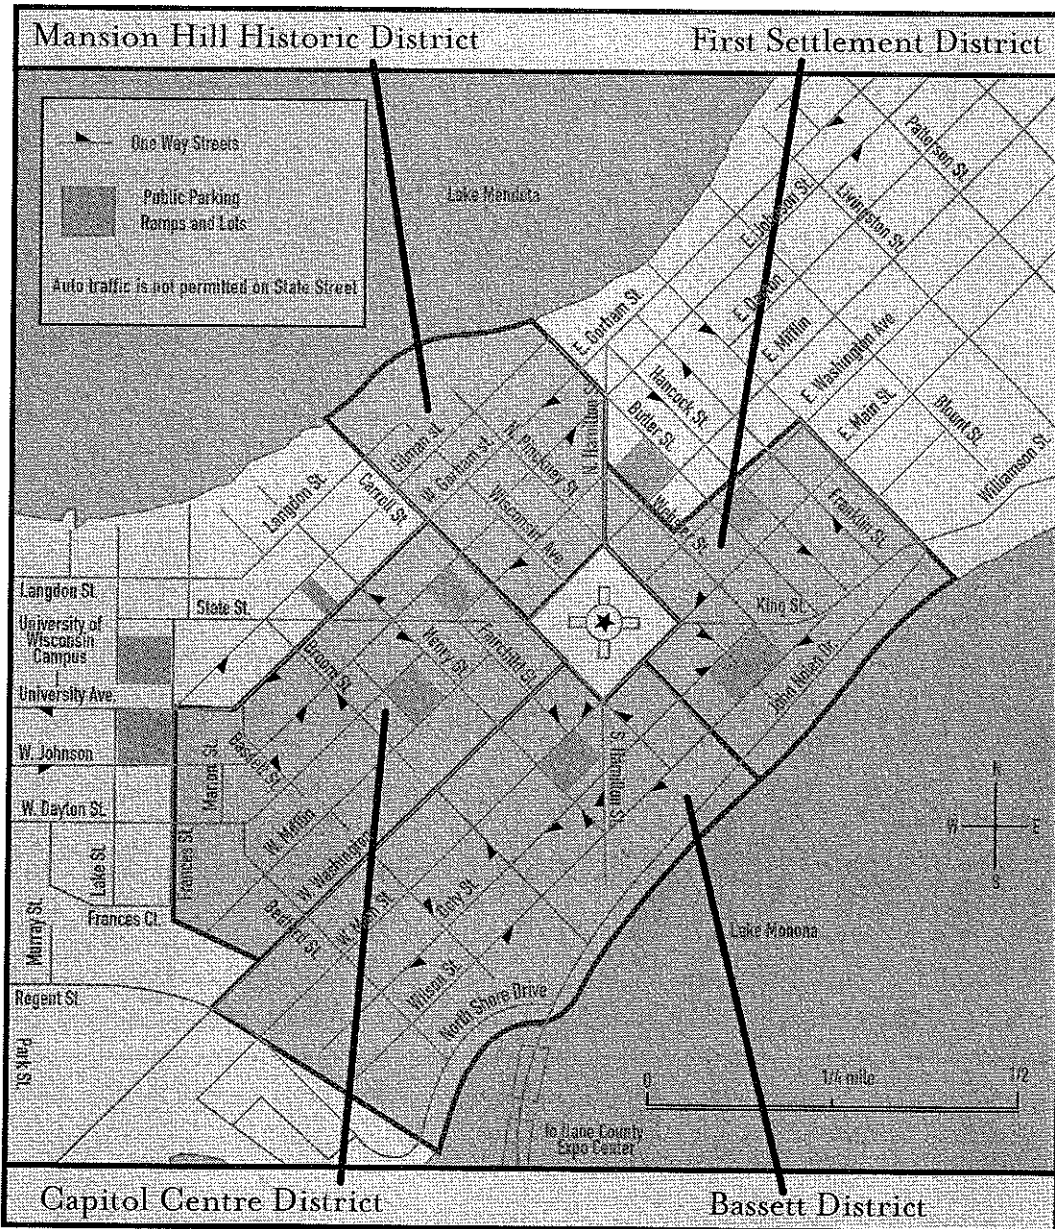 Mansion Hill Historic District
First Settlement District
One Way Streets
Public Parking
Ramps and Lots
Auto traffic is not permitted on State Street
Lake Mendota
Paterson St.
Livingston St.
E. Johnson St.
E. Dayton
E. Mifflin
E. Washington Ave
E. Gorham St.
Hancock St.
Butler St.
E. Main St.
Blount St.
Williamson St.
N. Hamilton St.
N. Pinckney St.
Gilman St.
W. Gorham St.
Wisconsin Ave.
Webster St.
Franklin St.
Langdon St.
Carroll St.
Langdon St.
State St.
King St.
University of
Wisconsin
Campus
University Ave
Broom St.
Henry St.
Fairchild St.
John Nolen Dr.
W. Johnson
Bassett St.
Marion St.
S. Hamilton St.
W. Dayton St.
W. Mifflin
N
W
E
S
Lake St.
Frances St.
W. Washington
Frances Ct.
Bedford St.
W. Main St.
Doty St.
Lake Monona
Murray St.
Wilson St.
North Shore Drive
Regent St.
Park St.
0
1/4 mile
1/2
To Dane County
Expo Center
Capitol Centre District
Bassett District